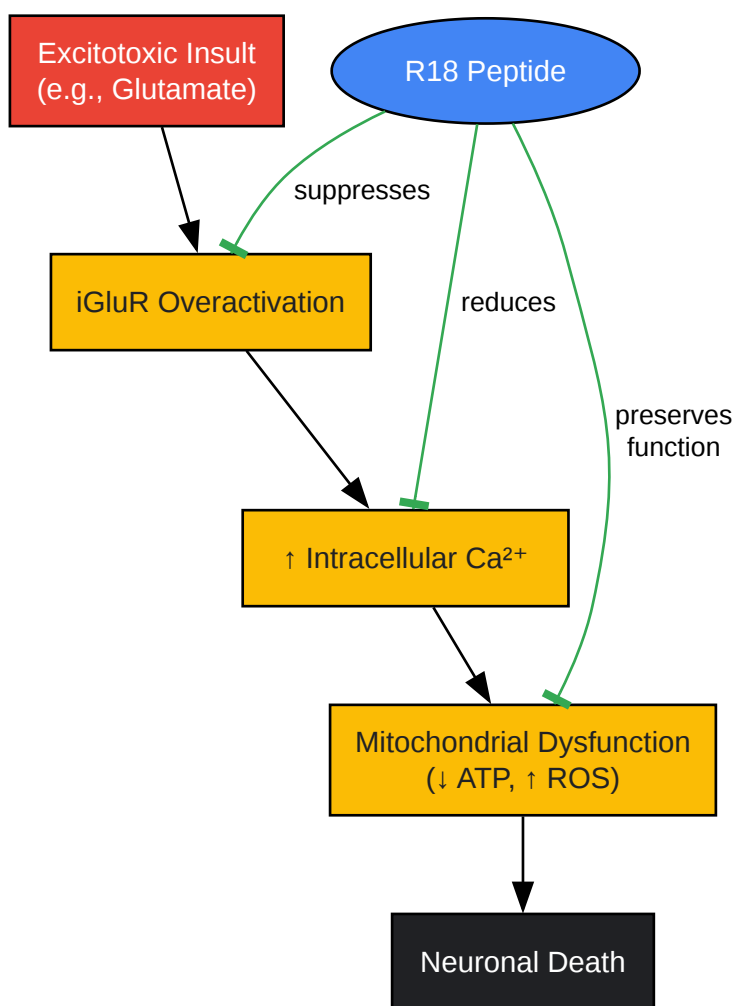 Excitotoxic Insult
(e.g., Glutamate)
R18 Peptide
suppresses
iGluR Overactivation
reduces
preserves
function
↑ Intracellular Ca²⁺
Mitochondrial Dysfunction
(↓ ATP, ↑ ROS)
Neuronal Death